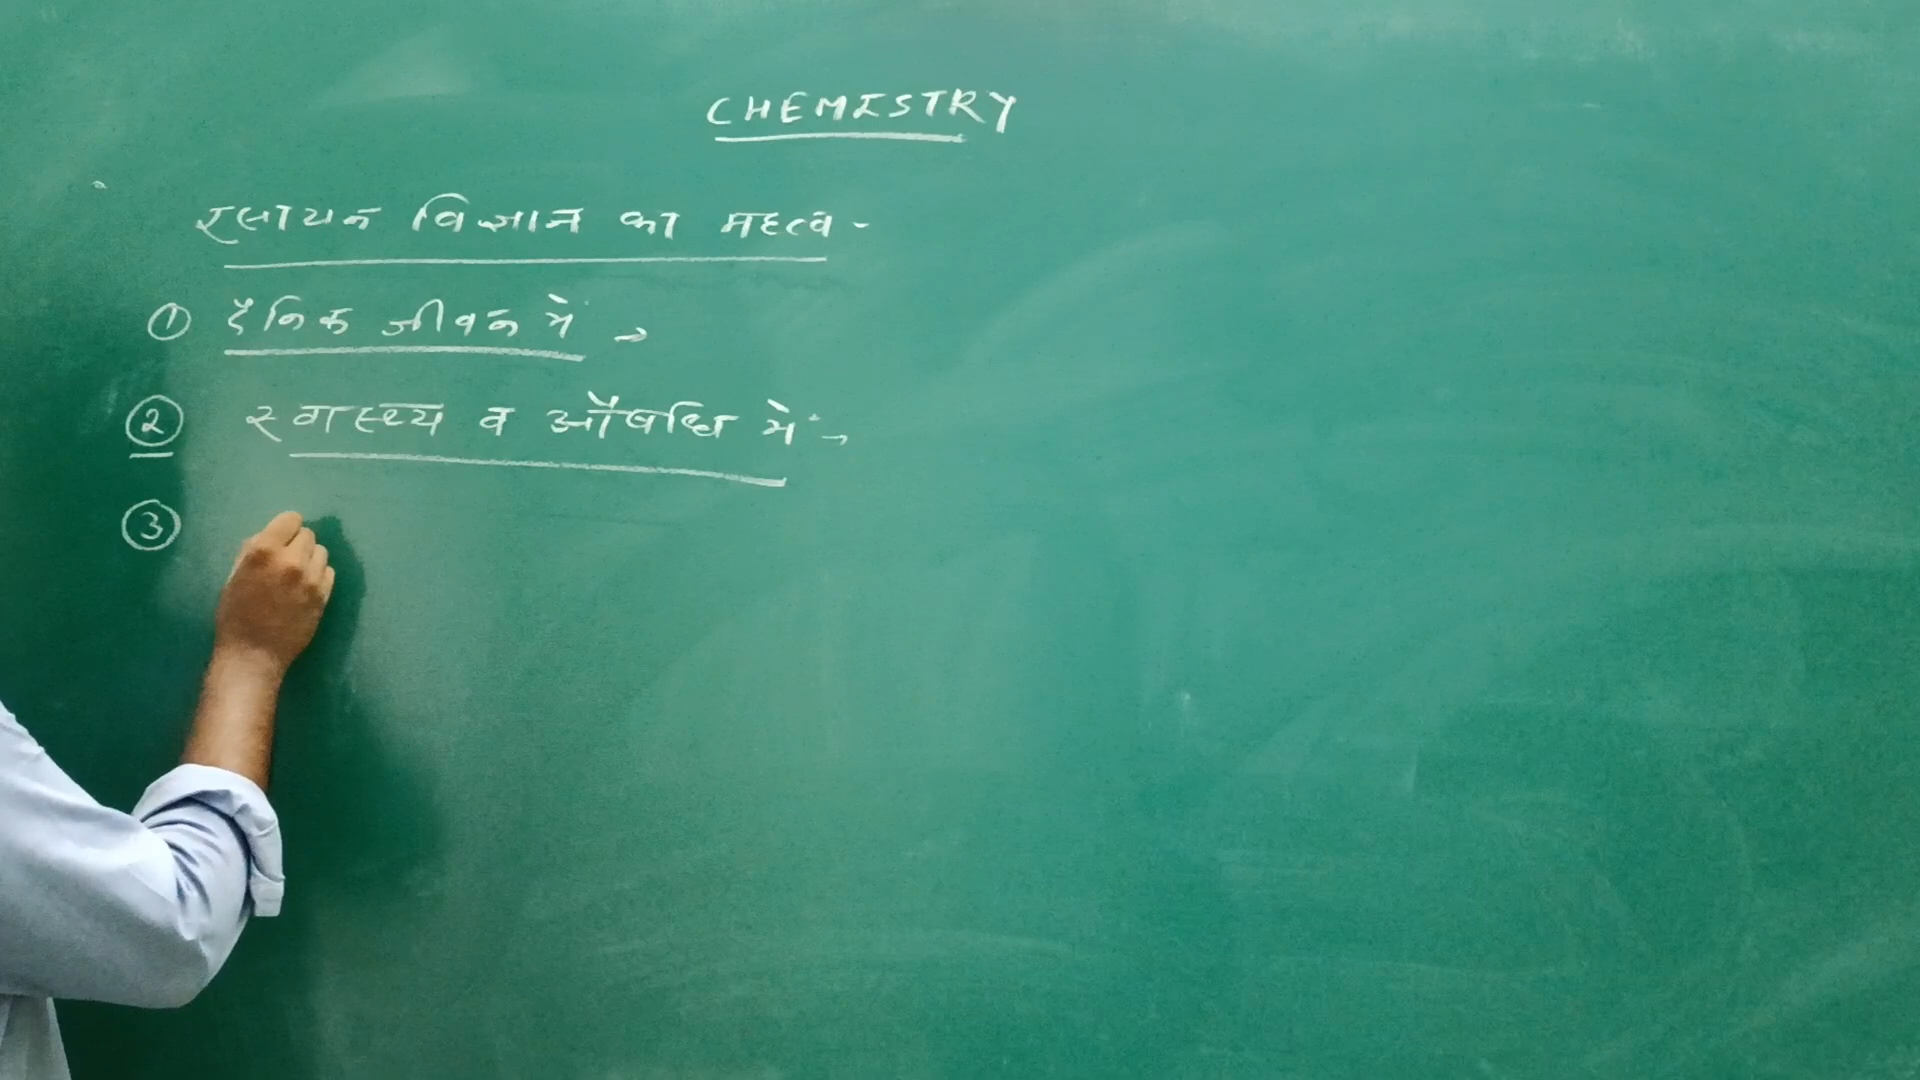 CHEMISTRY
रसायन विज्ञान का महत्व -
① दैनिक जीवन में →
② स्वास्थ्य व औषधि में →
③